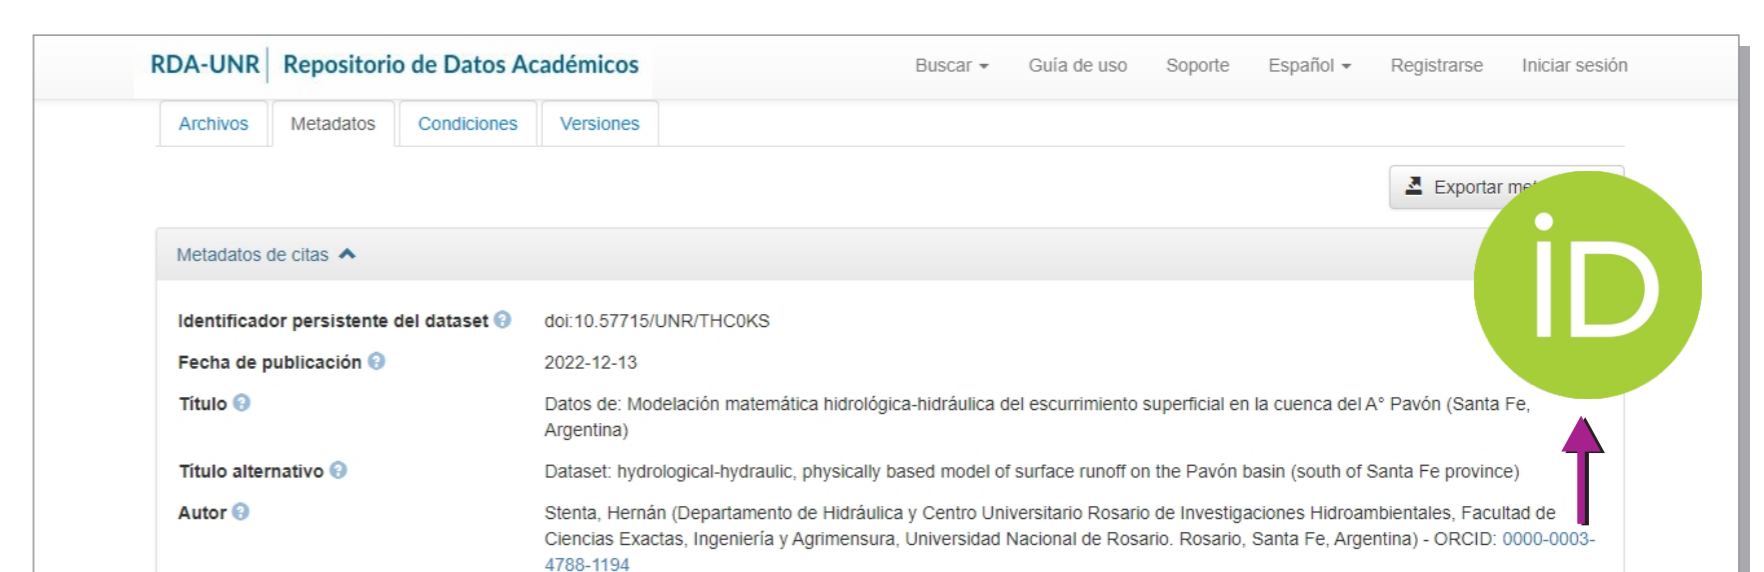 RDA-UNR Repositorio de Datos Académicos Buscar Guía de uso Soporte Español Registrarse Iniciar sesión
Archivos Metadatos Condiciones Versiones
Exportar
Metadatos de citas
iD
Identificador persistente del dataset doi:10.57715/UNR/THC0KS
Fecha de publicación 2022-12-13
Título Datos de: Modelación matemática hidrológica-hidráulica del escurrimiento superficial en la cuenca del A° Pavón (Santa Fe,
Argentina)
Título alternativo Dataset: hydrological-hydraulic, physically based model of surface runoff on the Pavón basin (south of Santa Fe province)
Autor Stenta, Hernán (Departamento de Hidráulica y Centro Universitario Rosario de Investigaciones Hidroambientales, Facultad de
Ciencias Exactas, Ingeniería y Agrimensura, Universidad Nacional de Rosario. Rosario, Santa Fe, Argentina) - ORCID: 0000-0003-
4788-1194